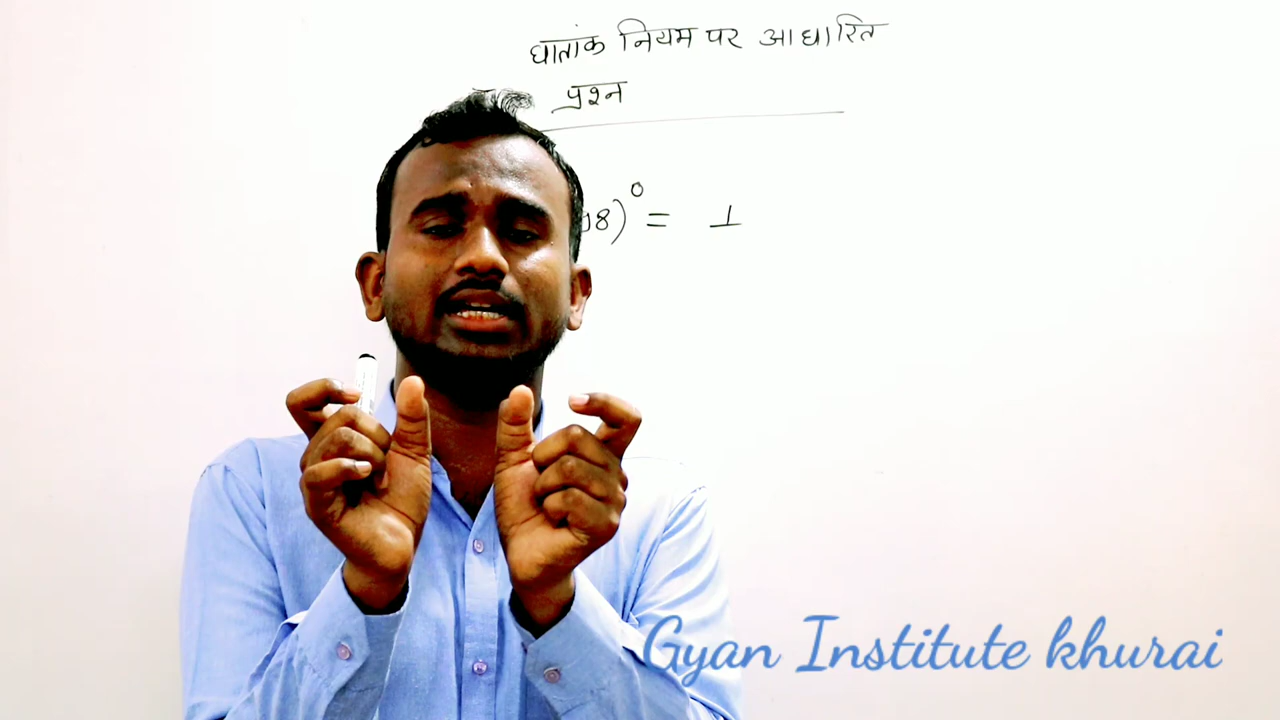 घातांक नियम पर आधारित
प्रश्न
8)⁰ = 1
Gyan Institute khurai